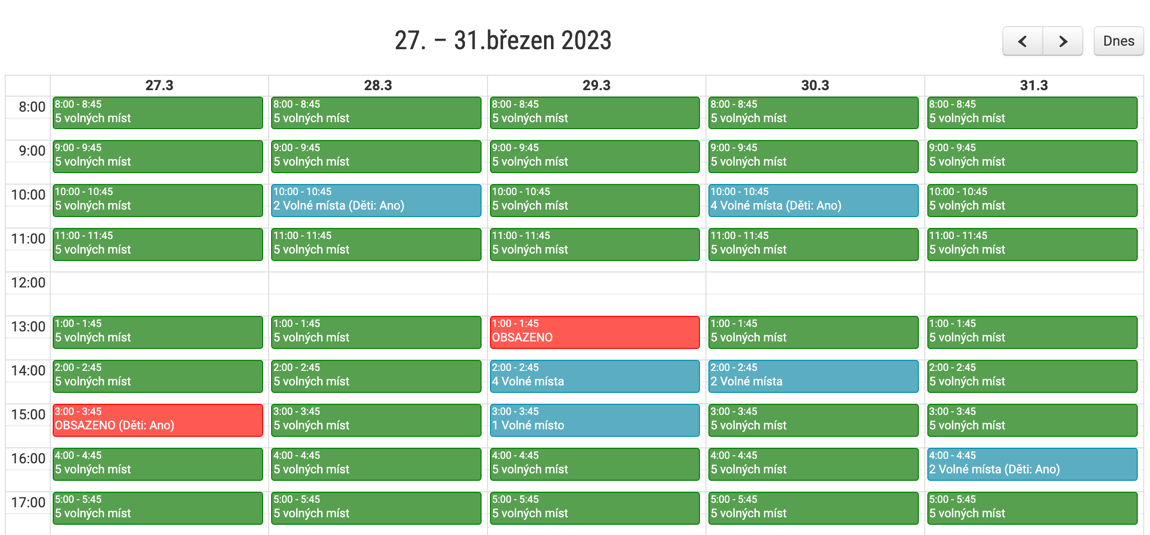 27. – 31.březen 2023
Dnes
27.3 28.3 29.3 30.3 31.3
8:00
8:00 - 8:45 8:00 - 8:45 8:00 - 8:45 8:00 - 8:45 8:00 - 8:45
5 volných míst 5 volných míst 5 volných míst 5 volných míst 5 volných míst
9:00
9:00 - 9:45 9:00 - 9:45 9:00 - 9:45 9:00 - 9:45 9:00 - 9:45
5 volných míst 5 volných míst 5 volných míst 5 volných míst 5 volných míst
10:00
10:00 - 10:45 10:00 - 10:45 10:00 - 10:45 10:00 - 10:45 10:00 - 10:45
5 volných míst 2 Volné místa (Děti: Ano) 5 volných míst 4 Volné místa (Děti: Ano) 5 volných míst
11:00
11:00 - 11:45 11:00 - 11:45 11:00 - 11:45 11:00 - 11:45 11:00 - 11:45
5 volných míst 5 volných míst 5 volných míst 5 volných míst 5 volných míst
12:00
13:00
1:00 - 1:45 1:00 - 1:45 1:00 - 1:45 1:00 - 1:45 1:00 - 1:45
5 volných míst 5 volných míst OBSAZENO 5 volných míst 5 volných míst
14:00
2:00 - 2:45 2:00 - 2:45 2:00 - 2:45 2:00 - 2:45 2:00 - 2:45
5 volných míst 5 volných míst 4 Volné místa 2 Volné místa 5 volných míst
15:00
3:00 - 3:45 3:00 - 3:45 3:00 - 3:45 3:00 - 3:45 3:00 - 3:45
OBSAZENO (Děti: Ano) 5 volných míst 1 Volné místo 5 volných míst 5 volných míst
16:00
4:00 - 4:45 4:00 - 4:45 4:00 - 4:45 4:00 - 4:45 4:00 - 4:45
5 volných míst 5 volných míst 5 volných míst 5 volných míst 2 Volné místa (Děti: Ano)
17:00
5:00 - 5:45 5:00 - 5:45 5:00 - 5:45 5:00 - 5:45 5:00 - 5:45
5 volných míst 5 volných míst 5 volných míst 5 volných míst 5 volných míst